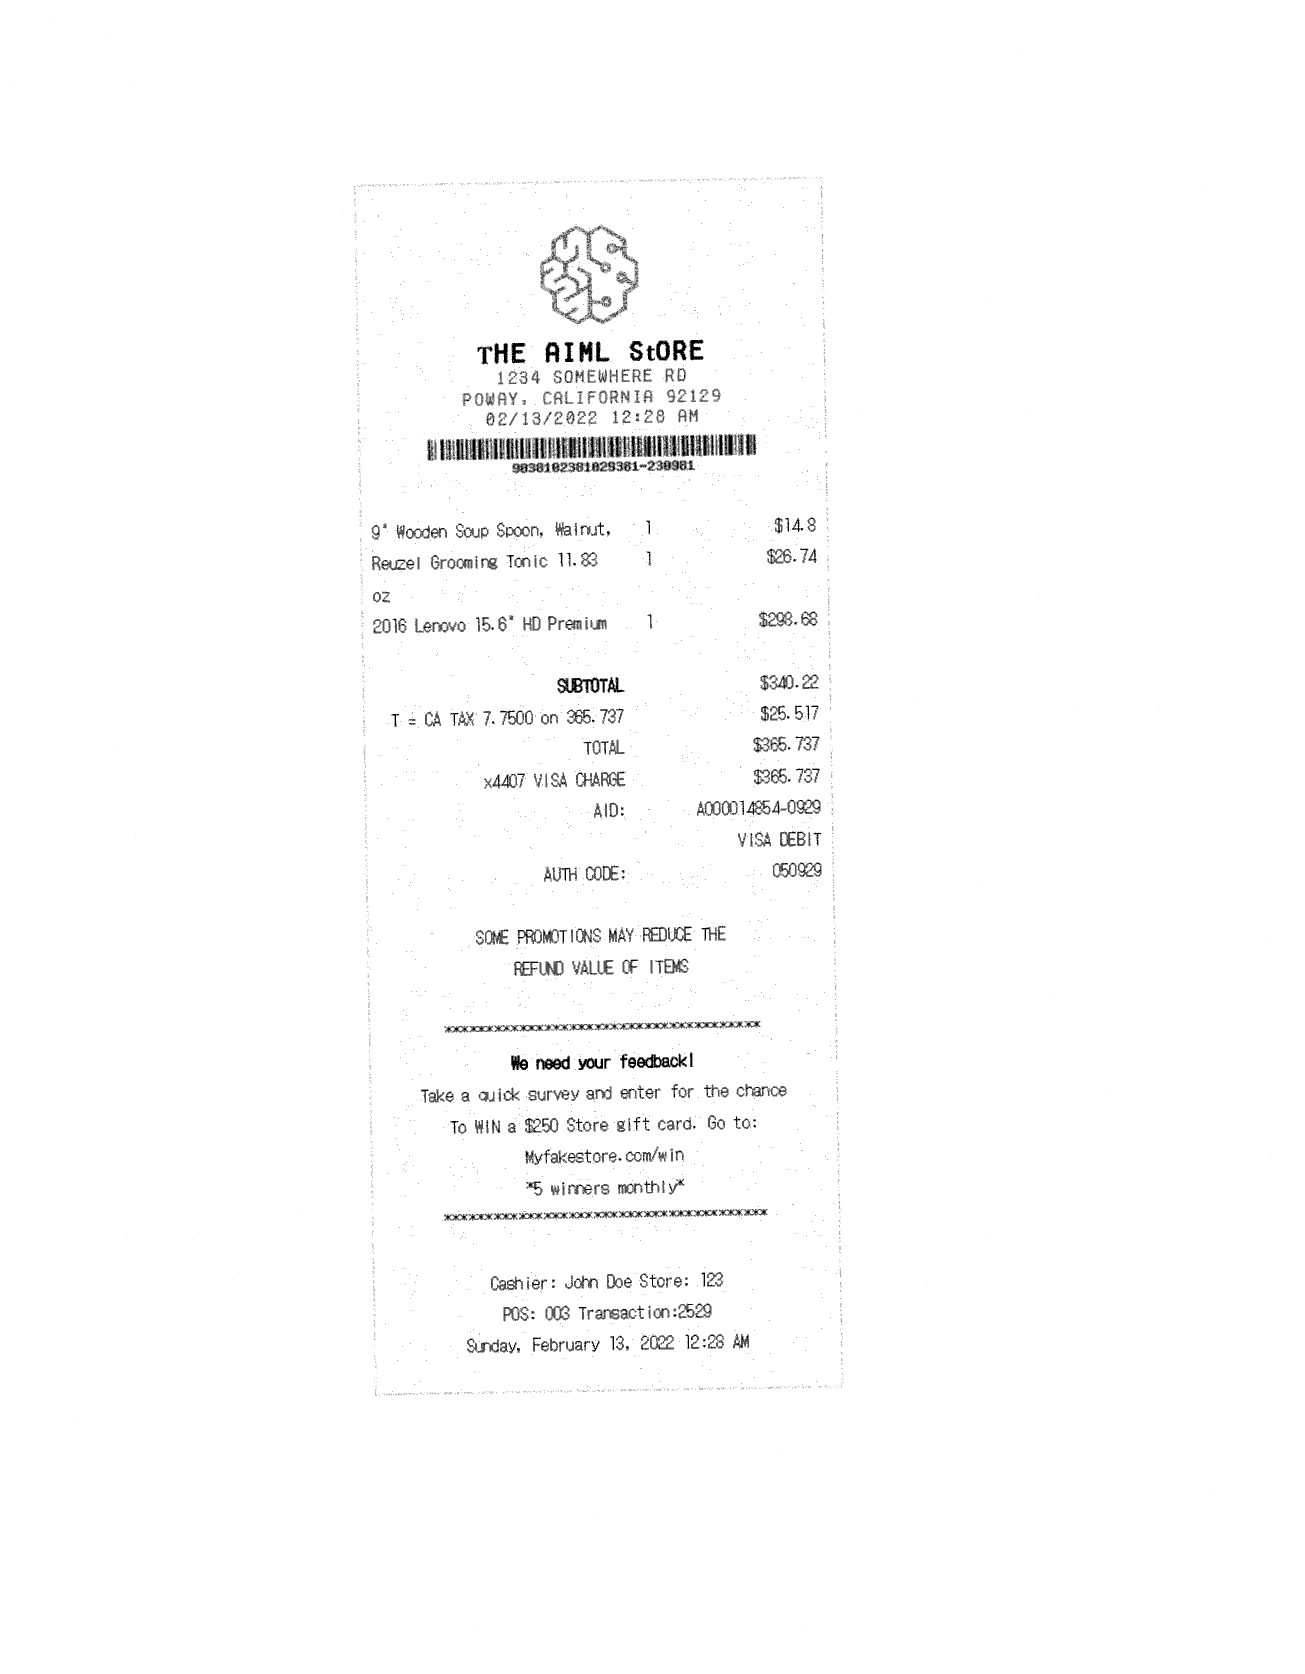 THE AIML StORE
1234 SOMEWHERE RD
POWAY, CALIFORNIA 92129
02/13/2022 12:28 AM
9038102381029381-230981
9" Wooden Soup Spoon, Walnut, 1 $14.8
Reuzel Grooming Tonic 11.83 1 $26.74
oz
2016 Lenovo 15.6" HD Premium 1 $298.68
SUBTOTAL $340.22
T = CA TAX 7.7500 on 365.737 $25.517
TOTAL $365.737
x4407 VISA CHARGE $365.737
AID: A000014854-0929
VISA DEBIT
AUTH CODE: 050929
SOME PROMOTIONS MAY REDUCE THE
REFUND VALUE OF ITEMS
**************************************
We need your feedback!
Take a quick survey and enter for the chance
To WIN a $250 Store gift card. Go to:
Myfakestore.com/win
*5 winners monthly*
***************************************
Cashier: John Doe Store: 123
POS: 003 Transaction:2529
Sunday, February 13, 2022 12:28 AM